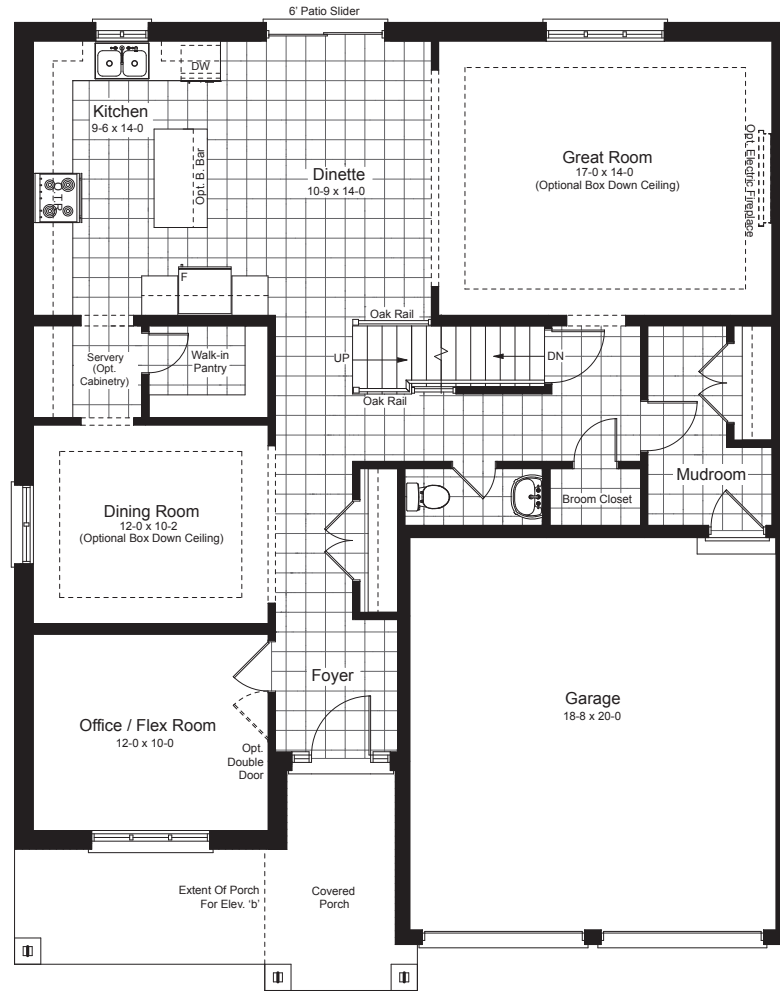 6' Patio Slider
DW
Kitchen
9-6 x 14-0
Opt. B. Bar
Dinette
10-9 x 14-0
Great Room
17-0 x 14-0
(Optional Box Down Ceiling)
Opt. Electric Fireplace
F
Oak Rail
UP
DN
Oak Rail
Servery
(Opt.
Cabinetry)
Walk-in
Pantry
Mudroom
Broom Closet
Dining Room
12-0 x 10-2
(Optional Box Down Ceiling)
Foyer
Office / Flex Room
12-0 x 10-0
Opt.
Double
Door
Garage
18-8 x 20-0
Extent Of Porch
For Elev. 'b'
Covered
Porch